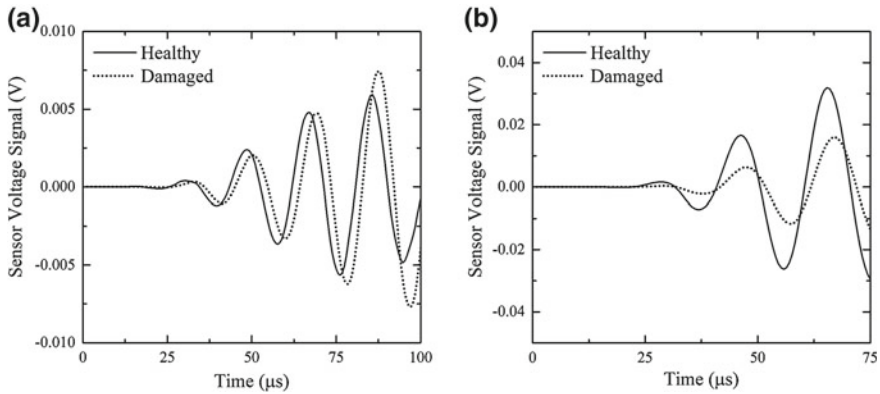 (a)
0.010
0.005
0.000
-0.005
-0.010
Sensor Voltage Signal (V)
Healthy
Damaged
0
25
50
75
100
Time (μs)
(b)
0.04
0.02
0.00
-0.02
-0.04
Sensor Voltage Signal (V)
Healthy
Damaged
0
25
50
75
Time (μs)